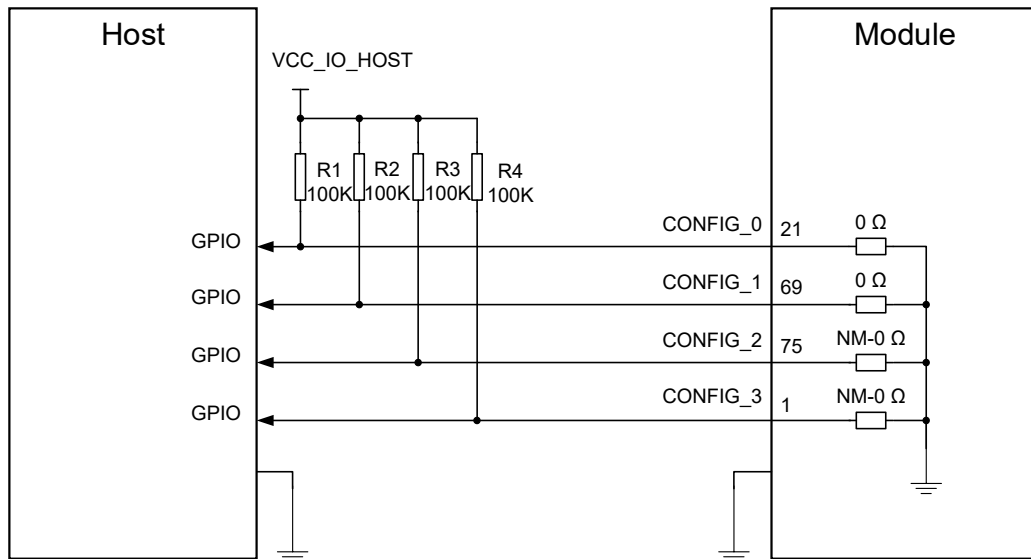 Host
Module
VCC_IO_HOST
R1 R2 R3 R4
100K 100K 100K 100K
GPIO CONFIG_0 21 0 Ω
GPIO CONFIG_1 69 0 Ω
GPIO CONFIG_2 75 NM-0 Ω
GPIO CONFIG_3 1 NM-0 Ω